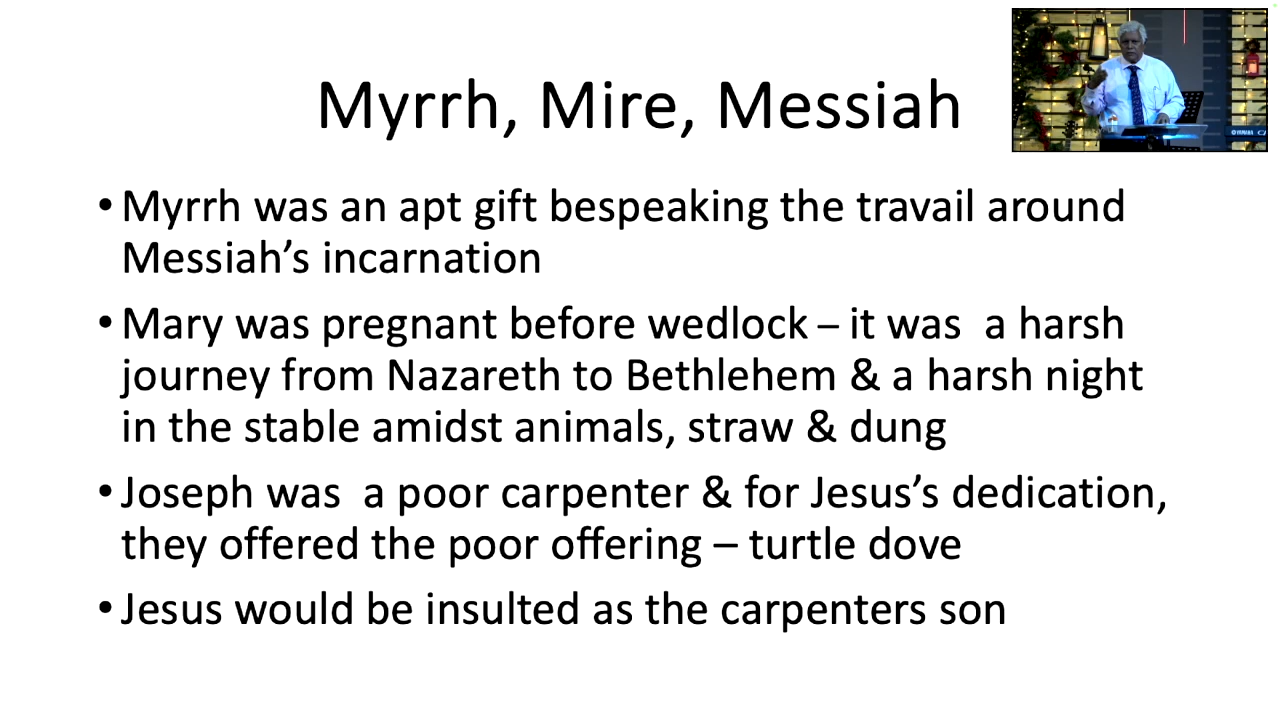 Myrrh, Mire, Messiah
• Myrrh was an apt gift bespeaking the travail around
Messiah’s incarnation
• Mary was pregnant before wedlock – it was  a harsh
journey from Nazareth to Bethlehem & a harsh night
in the stable amidst animals, straw & dung
• Joseph was  a poor carpenter & for Jesus’s dedication,
they offered the poor offering – turtle dove
• Jesus would be insulted as the carpenters son
YAMAHA